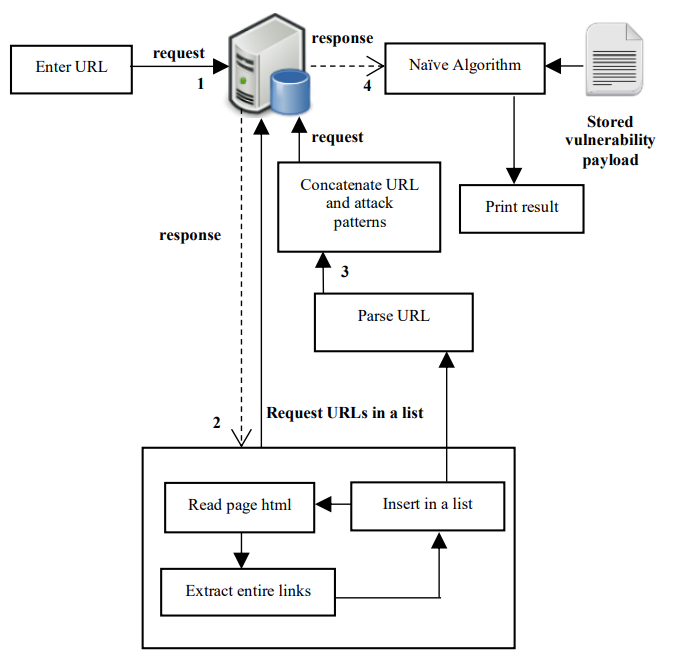 Enter URL
request
1
response
4
Naïve Algorithm
Stored
vulnerability
payload
request
Concatenate URL
and attack
patterns
Print result
response
3
Parse URL
2
Request URLs in a list
Read page html
Insert in a list
Extract entire links